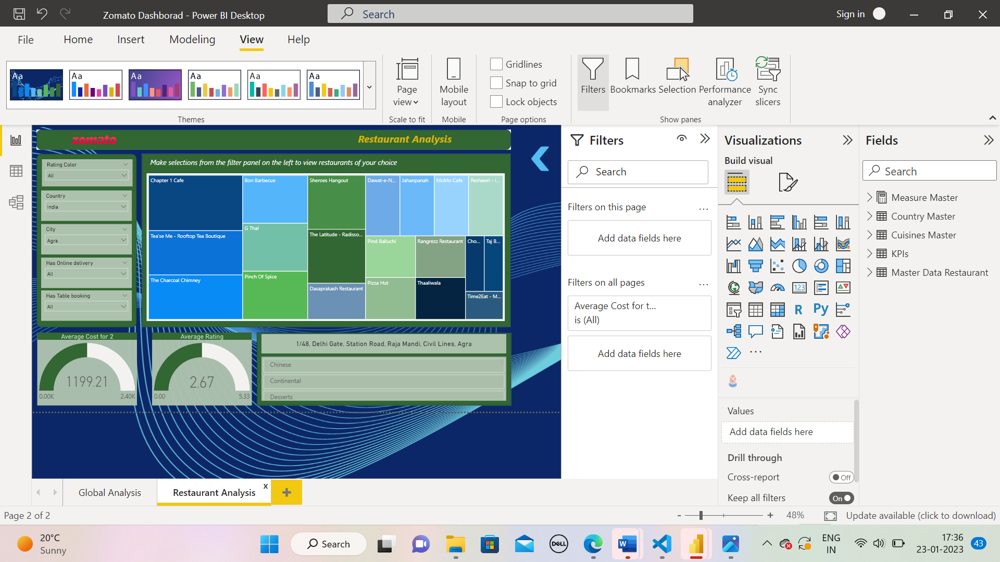 Zomato Dashborad - Power BI Desktop
Search
Sign in
File
Home
Insert
Modeling
View
Help
Aa
Aa
Aa
Aa
Aa
Aa
Themes
Page
view
Scale to fit
Mobile
layout
Mobile
Gridlines
Snap to grid
Lock objects
Page options
Filters
Bookmarks
Selection
Performance
analyzer
Sync
slicers
Show panes
zomato
Restaurant Analysis
Rating Color
All
Country
India
City
Agra
Has Online delivery
All
Has Table booking
All
Make selections from the filter panel on the left to view restaurants of your choice
Chapter 1 Cafe
Tea'se Me - Rooftop Tea Boutique
The Charcoal Chimney
Bon Barbecue
G Thal
Pinch Of Spice
Sheroes Hangout
The Latitude - Radisso...
Dasaprakash Restaurant
Dawat-e-N...
Jahanpanah
MoMo Cafe
Peshawri - I...
Pind Balluchi
Rangrezz Restaurant
Cho...
Taj B...
Pizza Hut
Thaaliwala
Time2Eat - M...
Average Cost for 2
1199.21
0.00K
2.40K
Average Rating
2.67
0.00
5.33
1/48, Delhi Gate, Station Road, Raja Mandi, Civil Lines, Agra
Chinese
Continental
Desserts
Filters
Search
Filters on this page
...
Add data fields here
Filters on all pages
...
Average Cost for t...
is (All)
Add data fields here
Visualizations
Build visual
123
R
Py
...
Values
Add data fields here
Drill through
Cross-report
Off
Keep all filters
On
Fields
Search
Measure Master
Country Master
Cuisines Master
KPIs
Master Data Restaurant
Global Analysis
Restaurant Analysis
x
+
Page 2 of 2
-
+
48%
Update available (click to download)
20°C
Sunny
Search
DELL
W
ENG
IN
17:36
23-01-2023
43